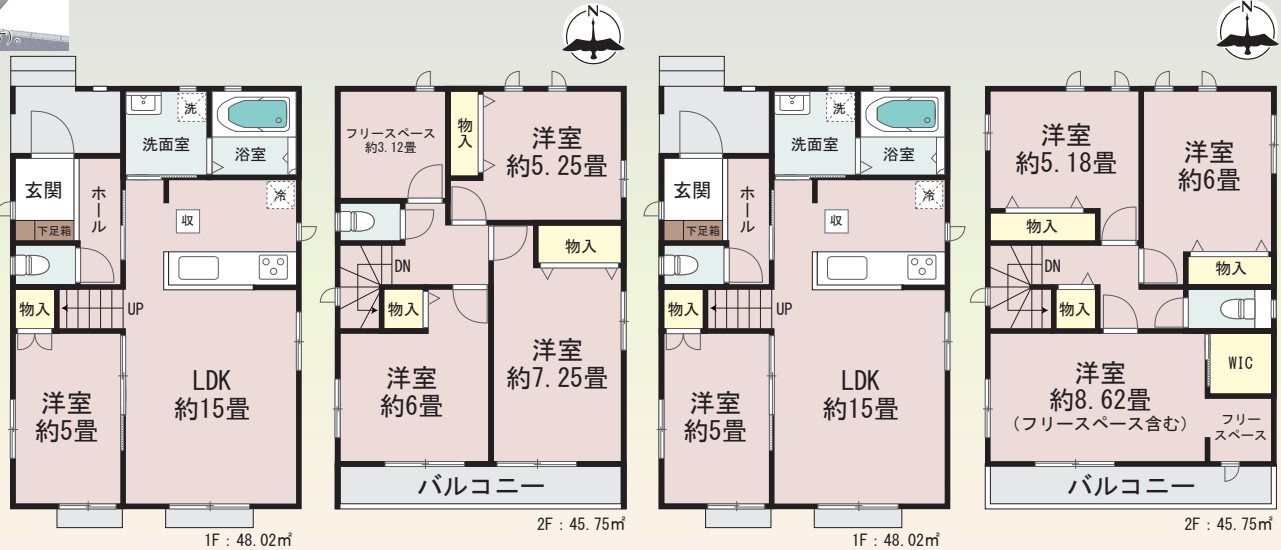 す)。
N
洗
洗面室
浴室
玄関
ホール
下足箱
収
冷
物入
UP
洋室
約5畳
LDK
約15畳
1F：48.02㎡
フリースペース
約3.12畳
物入
洋室
約5.25畳
物入
DN
物入
洋室
約6畳
洋室
約7.25畳
バルコニー
2F：45.75㎡
洗
洗面室
浴室
玄関
ホール
下足箱
収
冷
物入
UP
洋室
約5畳
LDK
約15畳
1F：48.02㎡
N
洋室
約5.18畳
洋室
約6畳
物入
物入
DN
物入
WIC
洋室
約8.62畳
(フリースペース含む)
フリー
スペース
バルコニー
2F：45.75㎡